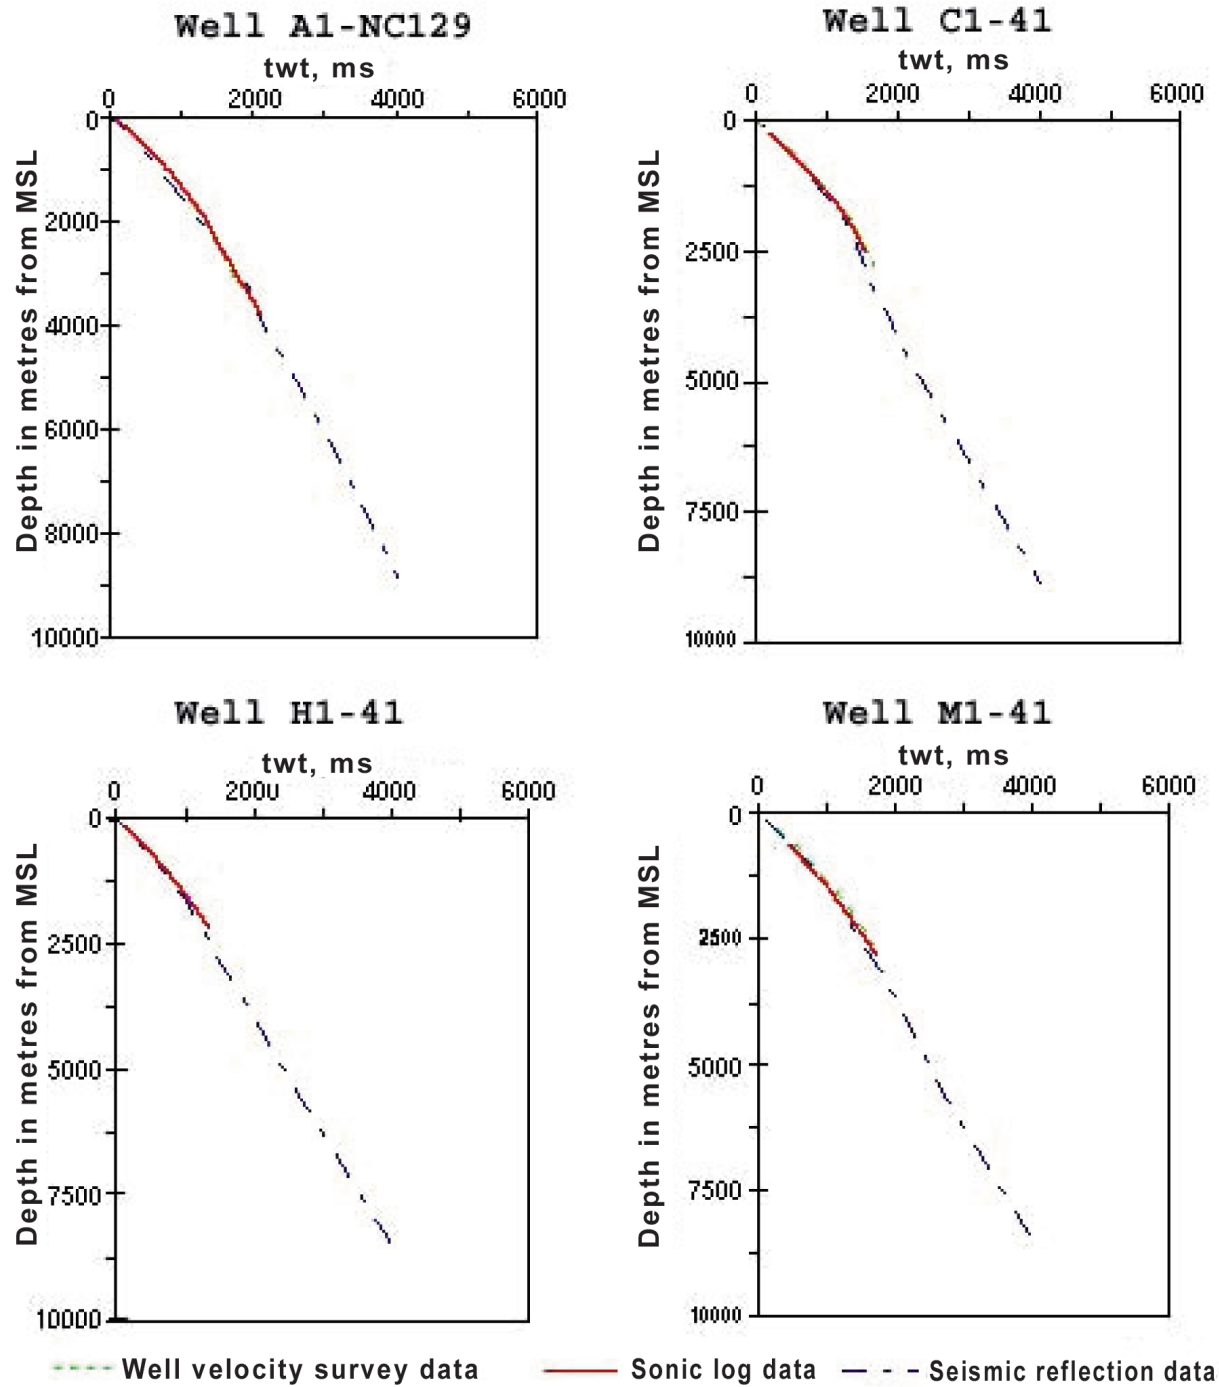 Well A1-NC129
twt, ms
0 2000 4000 6000
Depth in metres from MSL
0
2000
4000
6000
8000
10000
Well C1-41
twt, ms
0 2000 4000 6000
Depth in metres from MSL
0
2500
5000
7500
10000
Well H1-41
twt, ms
0 2000 4000 6000
Depth in metres from MSL
0
2500
5000
7500
10000
Well M1-41
twt, ms
0 2000 4000 6000
Depth in metres from MSL
0
2500
5000
7500
10000
Well velocity survey data Sonic log data Seismic reflection data